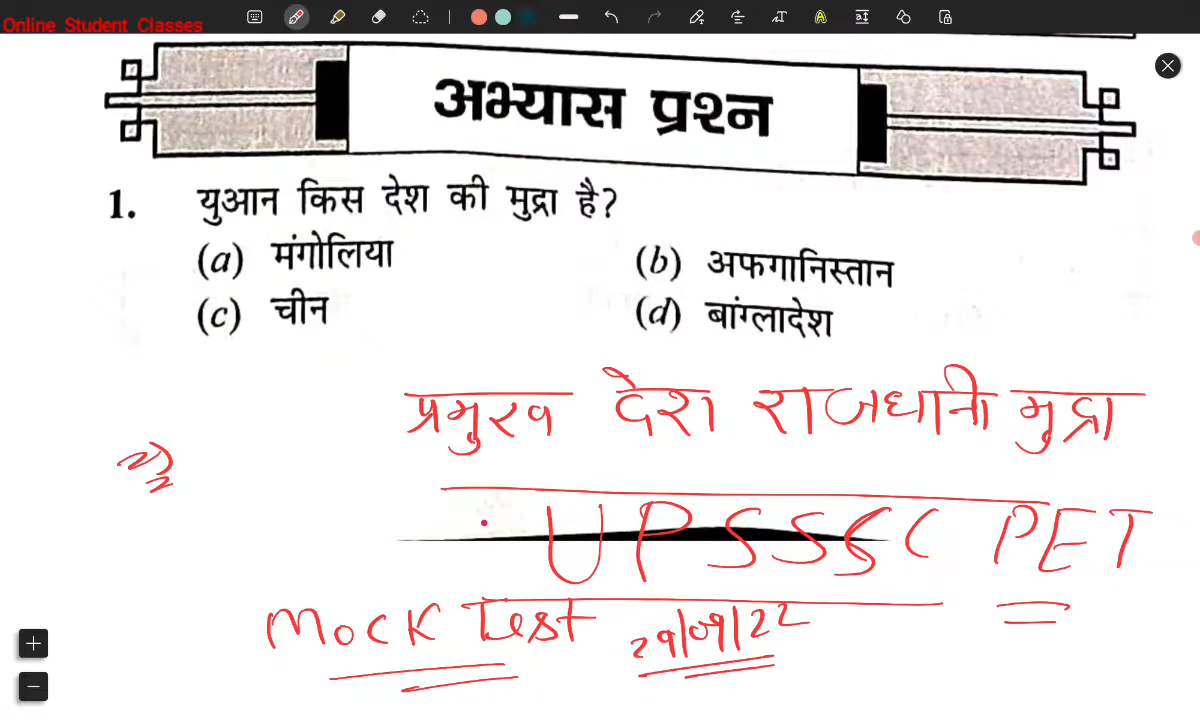 Online Student Classes
अभ्यास प्रश्न
1. युआन किस देश की मुद्रा है?
(a) मंगोलिया (b) अफगानिस्तान
(c) चीन (d) बांग्लादेश
प्रमुख देश राजधानी मुद्रा
UPSSSC PET
Mock Test 29/09/22